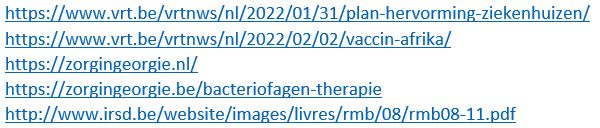 https://www.vrt.be/vrtnws/nl/2022/01/31/plan-hervorming-ziekenhuizen/
https://www.vrt.be/vrtnws/nl/2022/02/02/vaccin-afrika/
https://zorgingeorgie.nl/
https://zorgingeorgie.be/bacteriofagen-therapie
http://www.irsd.be/website/images/livres/rmb/08/rmb08-11.pdf